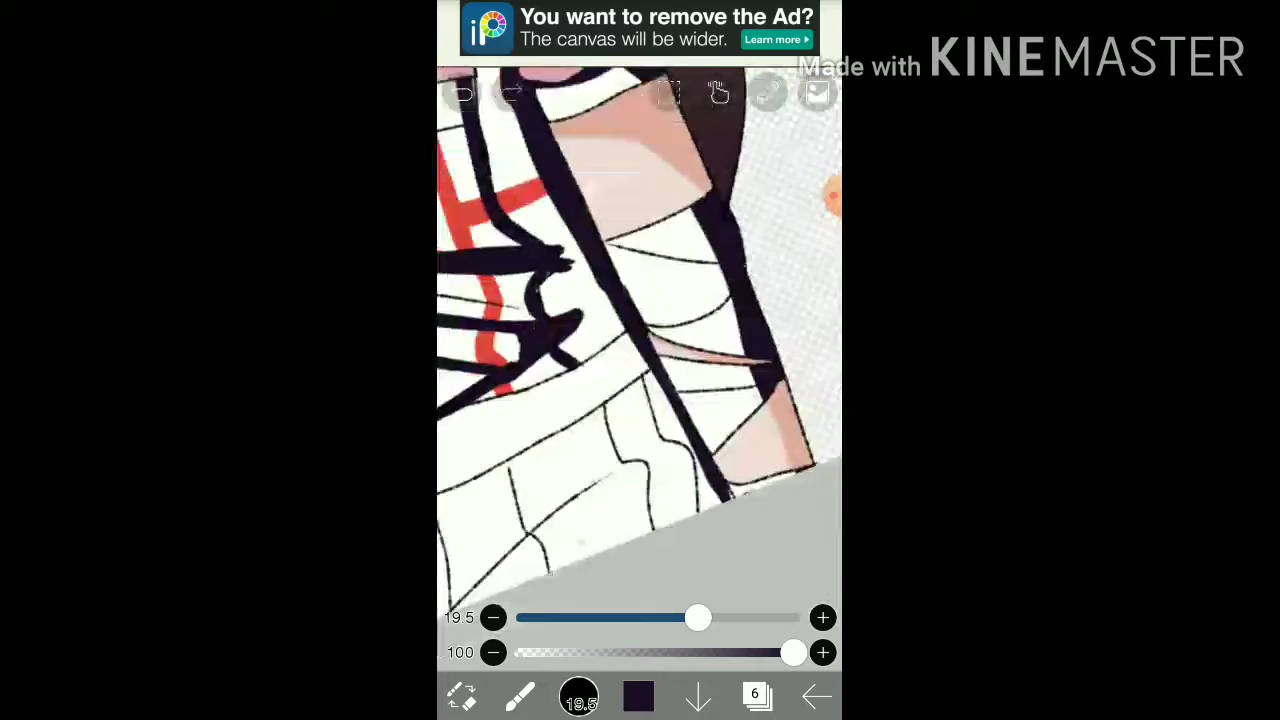 You want to remove the Ad?
The canvas will be wider.
Learn more
Made with KINEMASTER
iP
19.5
100
19.5
6